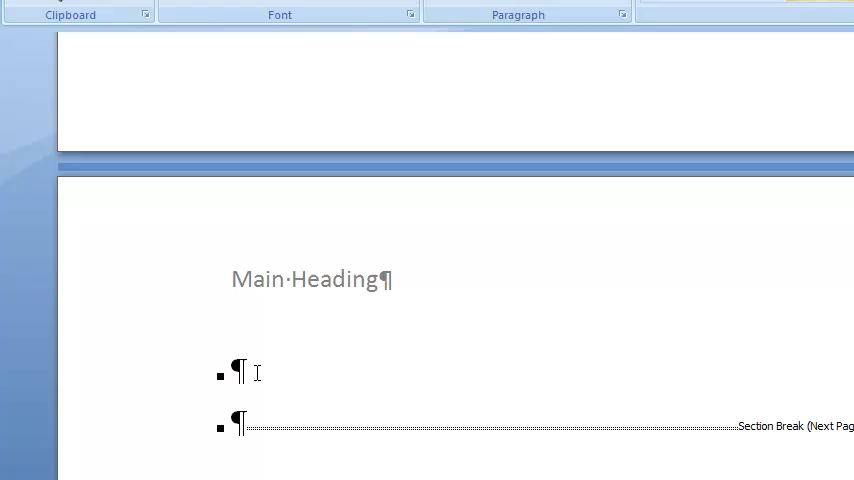 Clipboard Font Paragraph
Main·Heading¶
¶
¶ Section Break (Next Pag